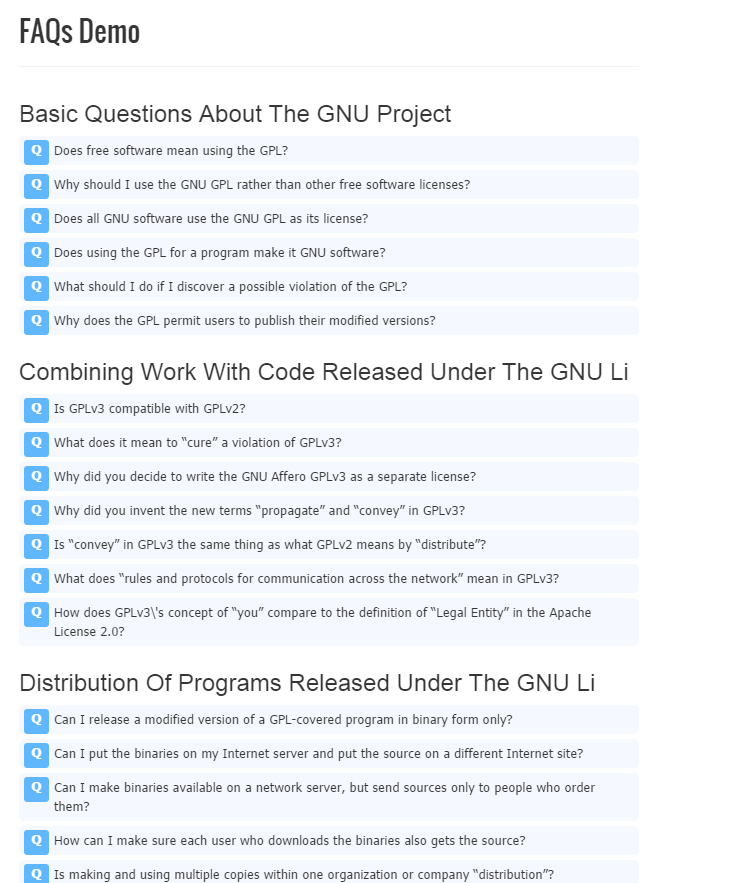 FAQs Demo
Basic Questions About The GNU Project
Q Does free software mean using the GPL?
Q Why should I use the GNU GPL rather than other free software licenses?
Q Does all GNU software use the GNU GPL as its license?
Q Does using the GPL for a program make it GNU software?
Q What should I do if I discover a possible violation of the GPL?
Q Why does the GPL permit users to publish their modified versions?
Combining Work With Code Released Under The GNU Li
Q Is GPLv3 compatible with GPLv2?
Q What does it mean to “cure” a violation of GPLv3?
Q Why did you decide to write the GNU Affero GPLv3 as a separate license?
Q Why did you invent the new terms “propagate” and “convey” in GPLv3?
Q Is “convey” in GPLv3 the same thing as what GPLv2 means by “distribute”?
Q What does “rules and protocols for communication across the network” mean in GPLv3?
Q How does GPLv3\'s concept of “you” compare to the definition of “Legal Entity” in the Apache
License 2.0?
Distribution Of Programs Released Under The GNU Li
Q Can I release a modified version of a GPL-covered program in binary form only?
Q Can I put the binaries on my Internet server and put the source on a different Internet site?
Q Can I make binaries available on a network server, but send sources only to people who order
them?
Q How can I make sure each user who downloads the binaries also gets the source?
Q Is making and using multiple copies within one organization or company “distribution”?